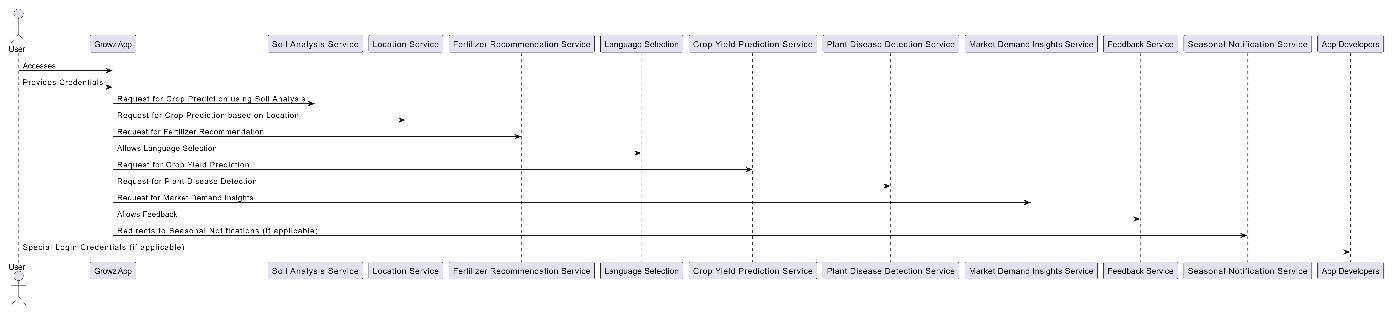 User
Growz App
Soil Analysis Service
Location Service
Fertilizer Recommendation Service
Language Selection
Crop Yield Prediction Service
Plant Disease Detection Service
Market Demand Insights Service
Feedback Service
Seasonal Notification Service
App Developers
Accesses
Provides Credentials
Request for Crop Prediction using Soil Analysis
Request for Crop Prediction based on Location
Request for Fertilizer Recommendation
Allows Language Selection
Request for Crop Yield Prediction
Request for Plant Disease Detection
Request for Market Demand Insights
Allows Feedback
Redirects to Seasonal Notifications (if applicable)
Special Login Credentials (if applicable)
User
Growz App
Soil Analysis Service
Location Service
Fertilizer Recommendation Service
Language Selection
Crop Yield Prediction Service
Plant Disease Detection Service
Market Demand Insights Service
Feedback Service
Seasonal Notification Service
App Developers